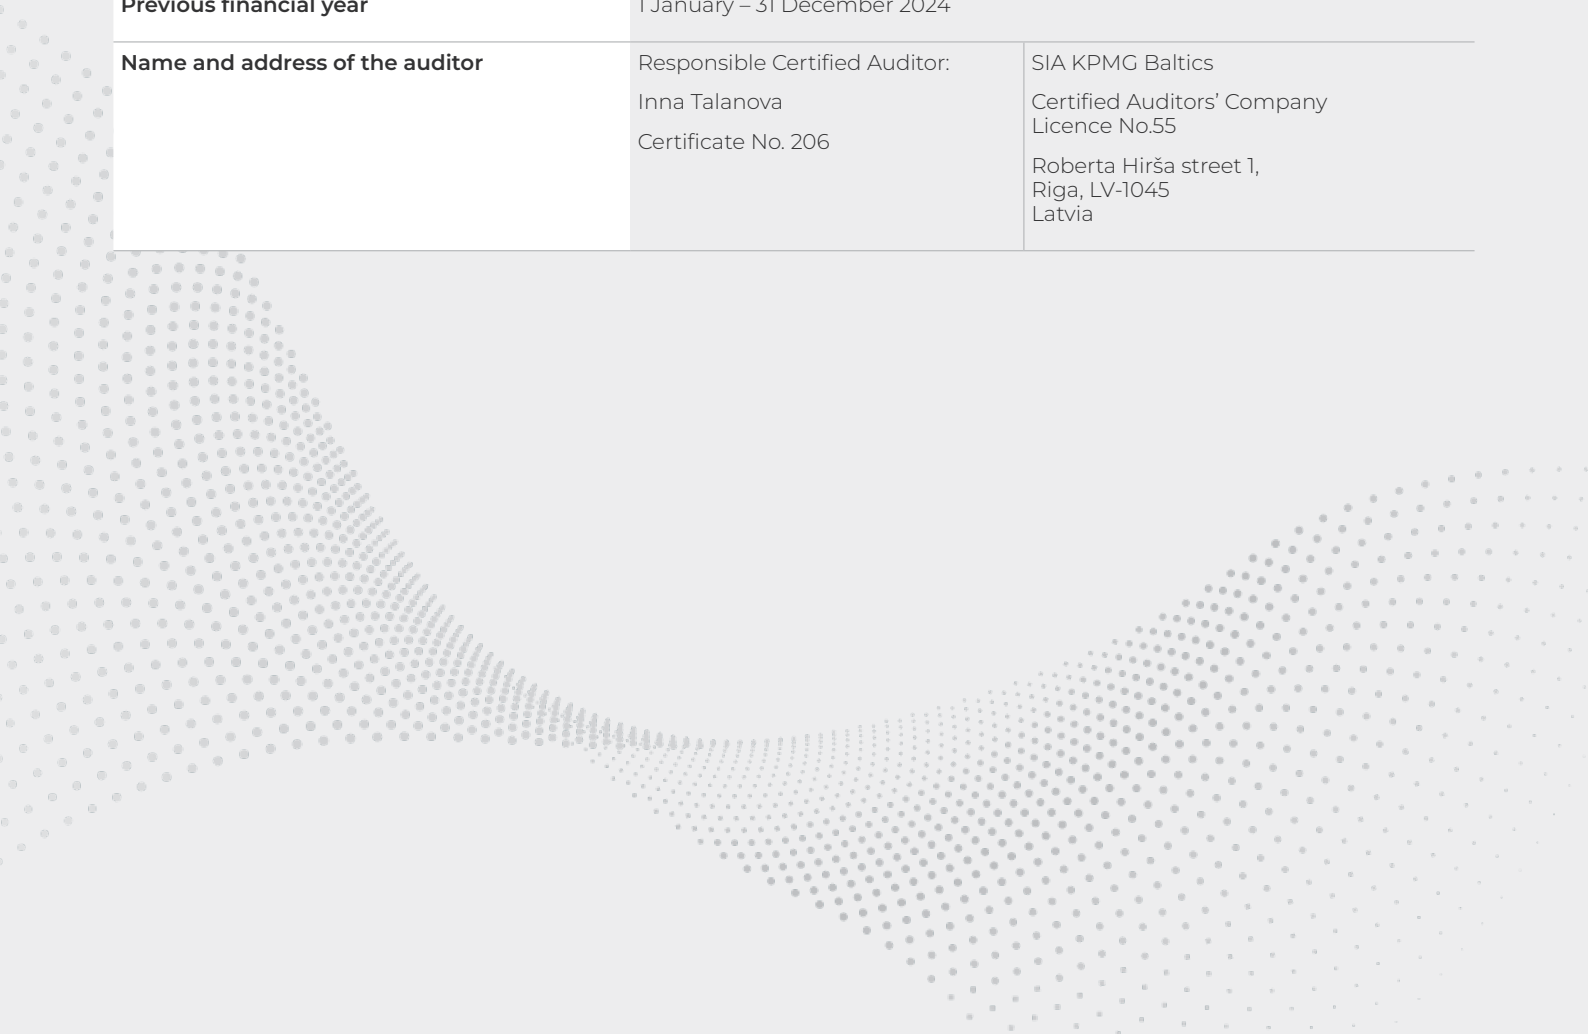 Previous financial year
1 January – 31 December 2024
Name and address of the auditor
Responsible Certified Auditor:
Inna Talanova
Certificate No. 206
SIA KPMG Baltics
Certified Auditors’ Company
Licence No.55
Roberta Hirša street 1,
Riga, LV-1045
Latvia